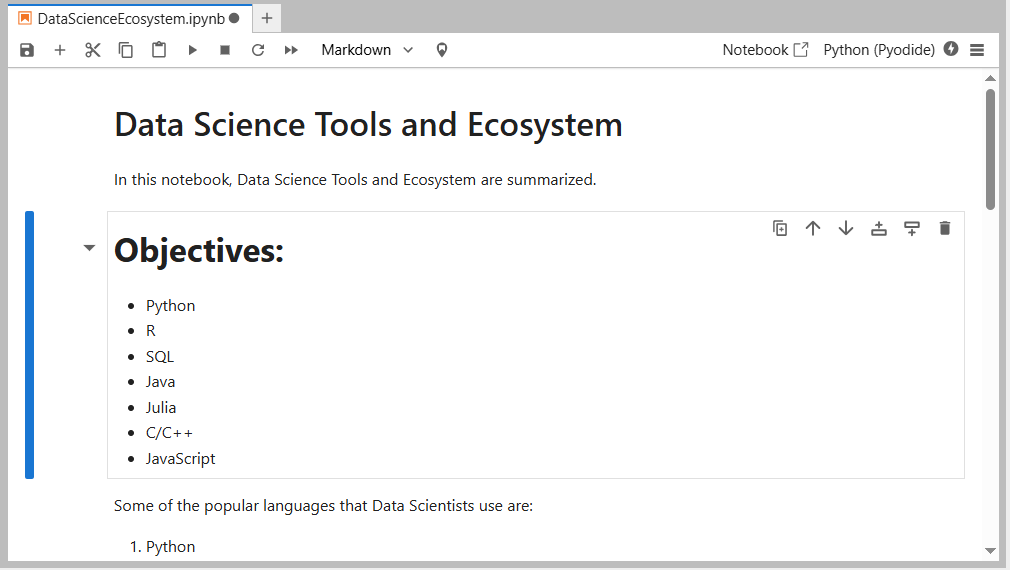 DataScienceEcosystem.ipynb
Markdown
Notebook
Python (Pyodide)
Data Science Tools and Ecosystem
In this notebook, Data Science Tools and Ecosystem are summarized.
Objectives:
• Python
• R
• SQL
• Java
• Julia
• C/C++
• JavaScript
Some of the popular languages that Data Scientists use are:
1. Python